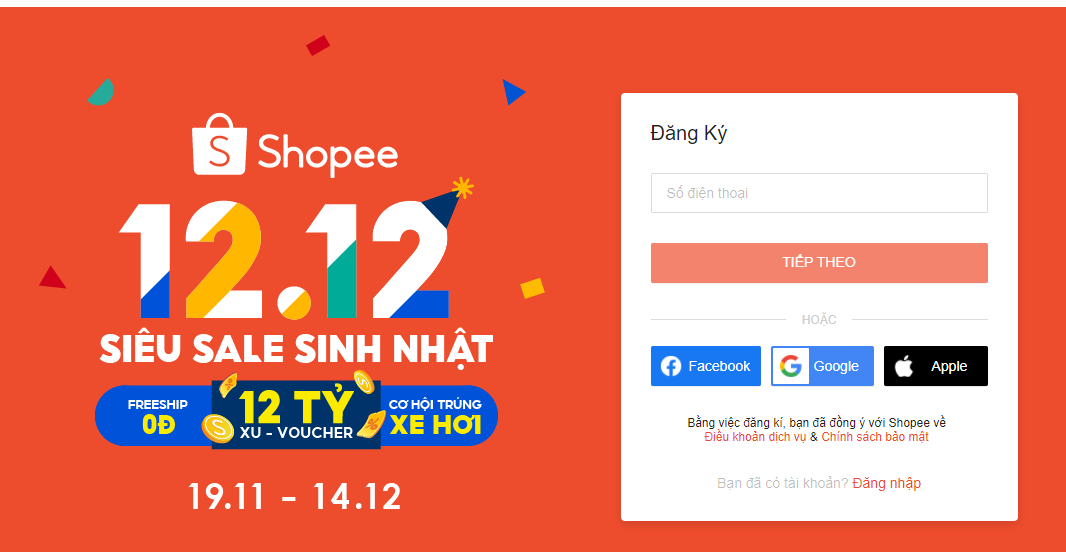 Shopee
12.12
SIÊU SALE SINH NHẬT
FREESHIP
0Đ
12 TỶ
XU - VOUCHER
CƠ HỘI TRÚNG
XE HƠI
19.11 - 14.12
Đăng Ký
Số điện thoại
TIẾP THEO
HOẶC
Facebook
Google
Apple
Bằng việc đăng kí, bạn đã đồng ý với Shopee về
Điều khoản dịch vụ & Chính sách bảo mật
Bạn đã có tài khoản? Đăng nhập